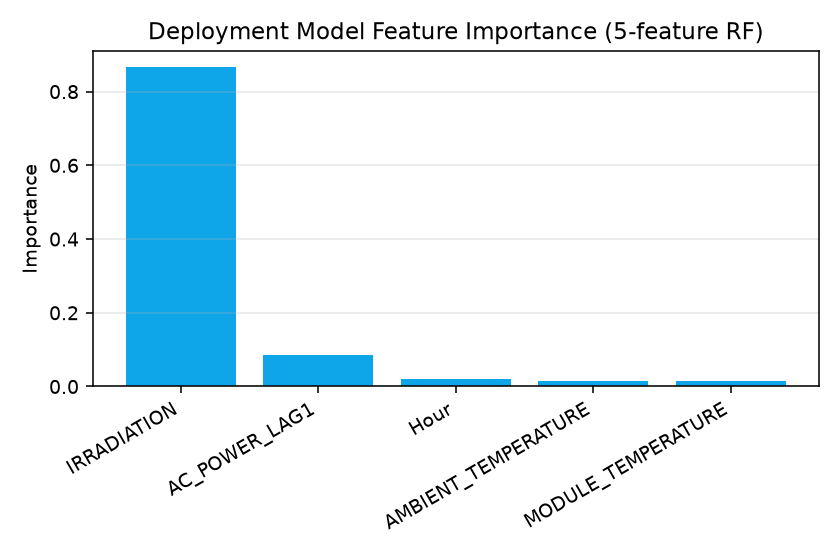 Deployment Model Feature Importance (5-feature RF)
Importance
0.8
0.6
0.4
0.2
0.0
IRRADIATION
AC_POWER_LAG1
Hour
AMBIENT_TEMPERATURE
MODULE_TEMPERATURE